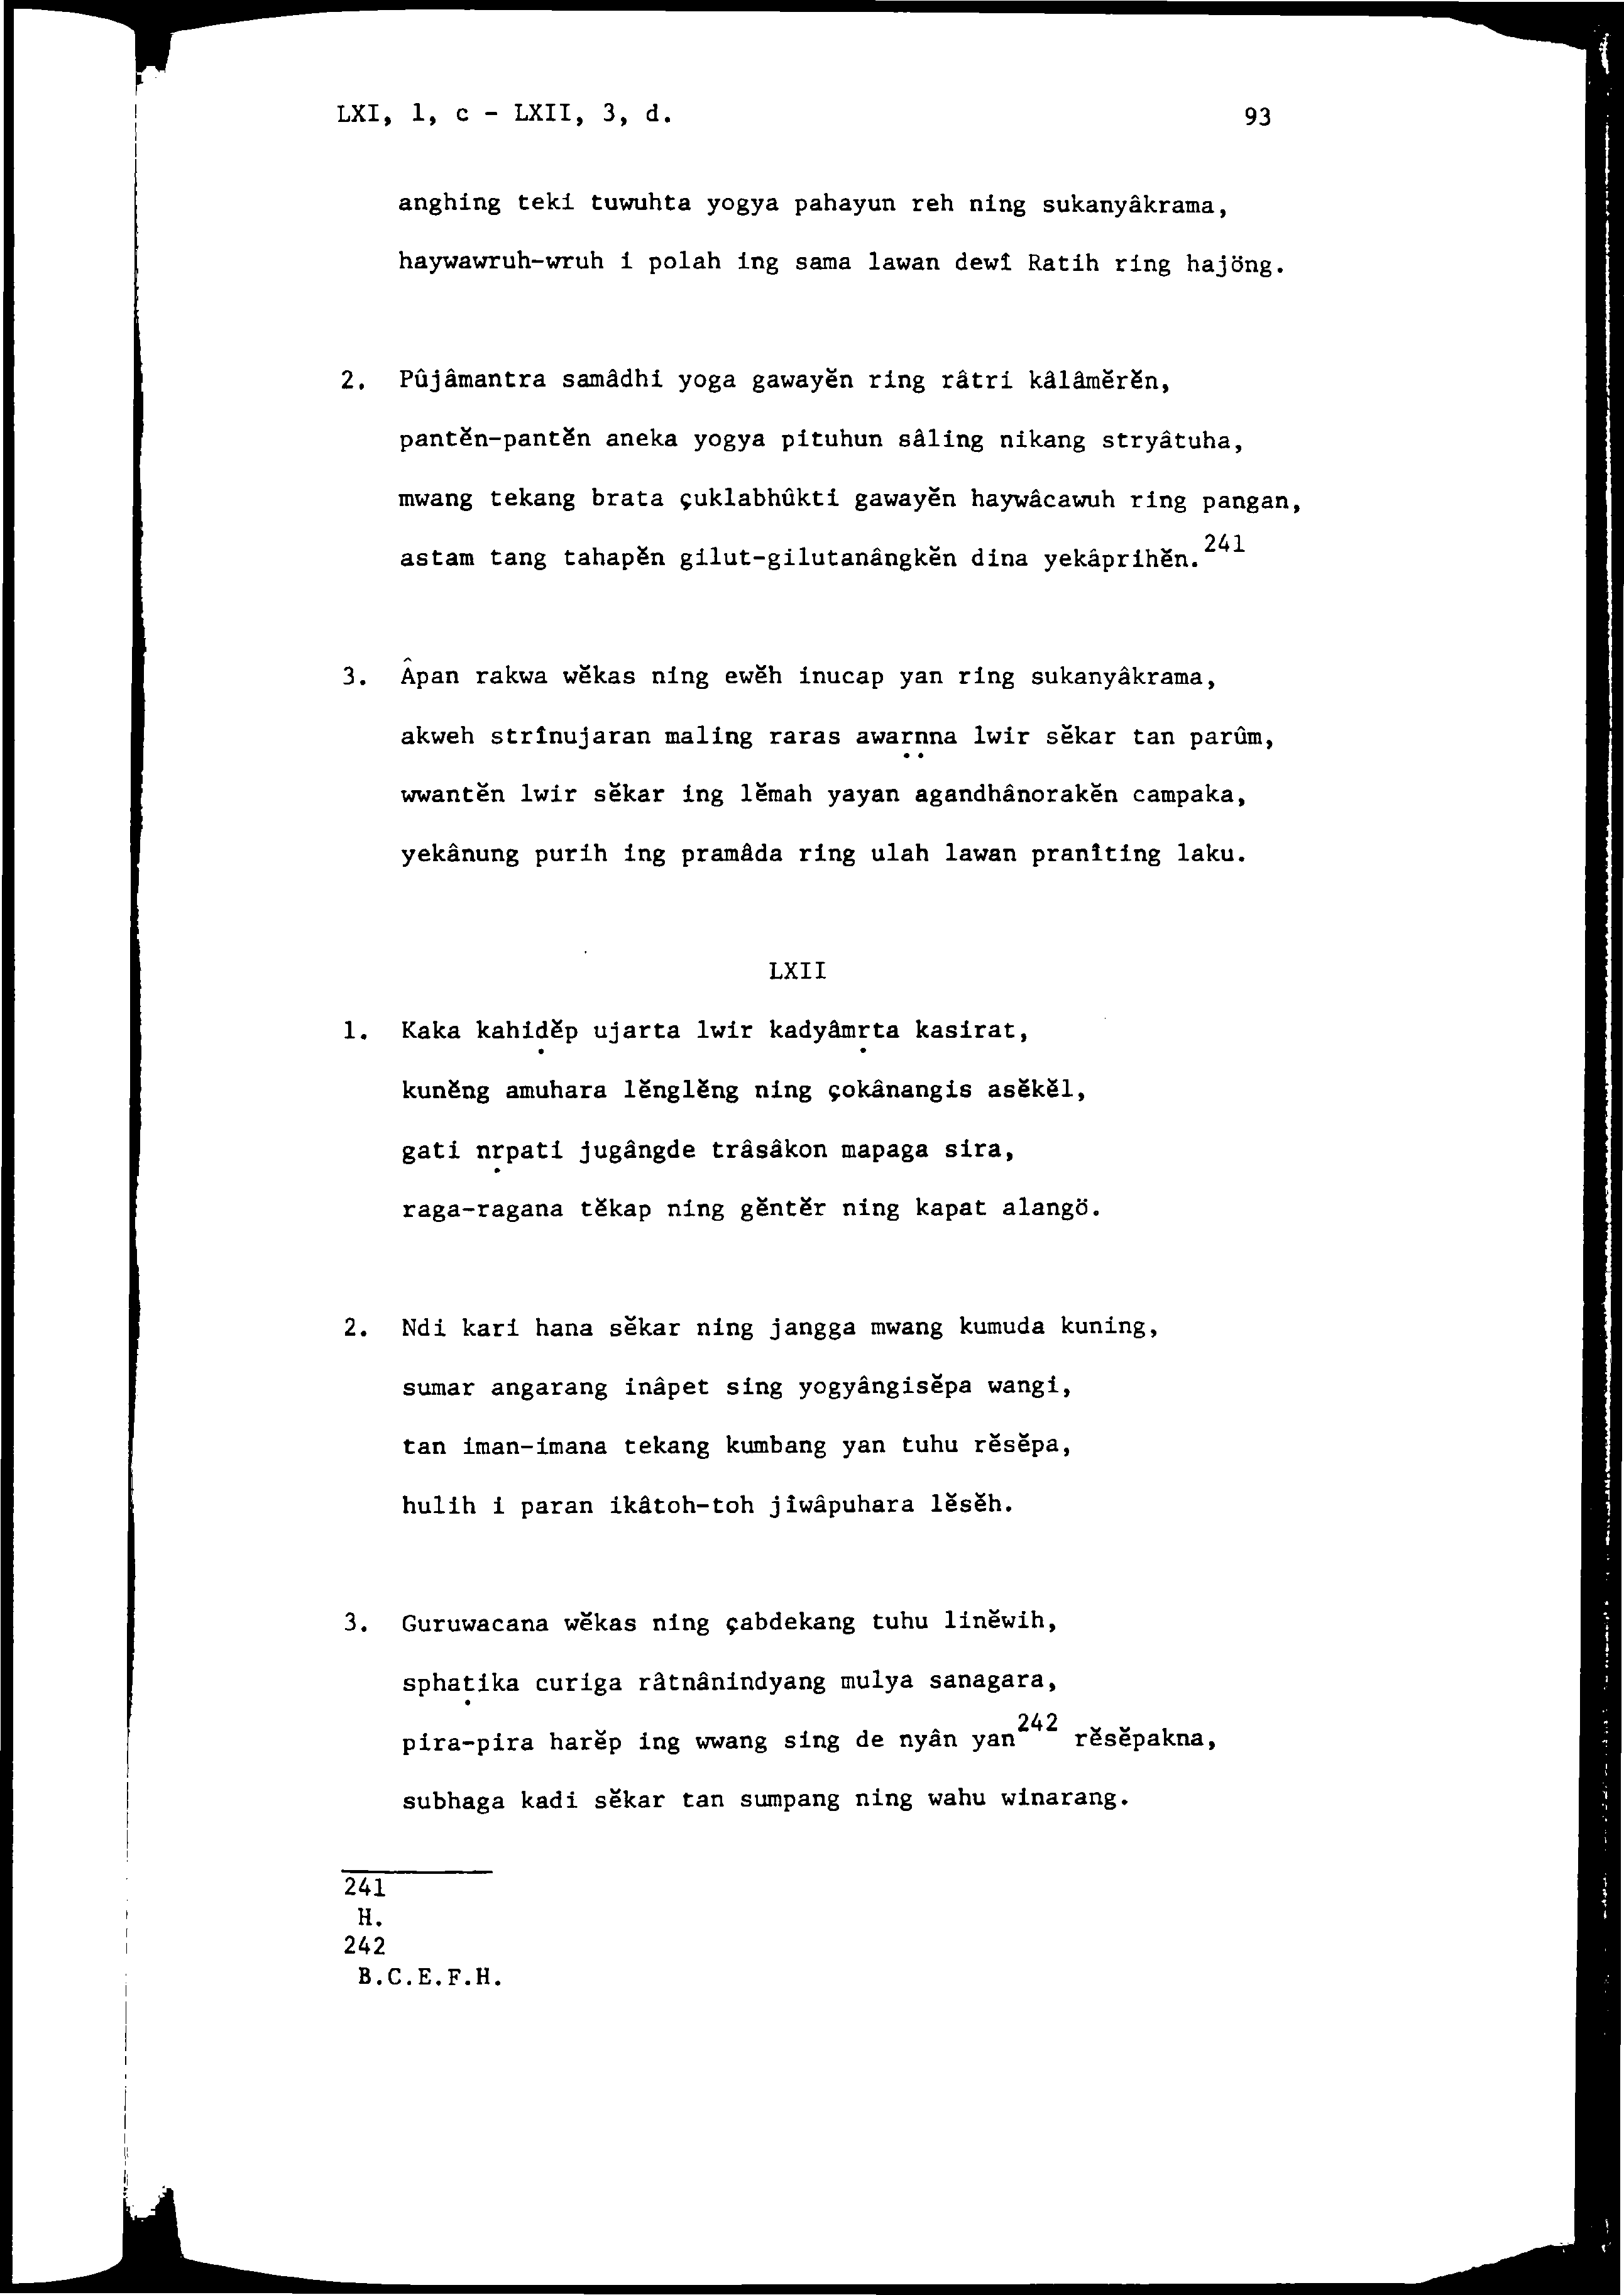 LXI, 1, c - LXII, 3, d. 93
anghing teki tuwuhta yogya pahayun reh ning sukanyâkrama,
haywawruh-wruh i polah ing sama lawan dewî Ratih ring hajöng.
2. Pûjâmantra samâdhi yoga gawayĕn ring râtri kâlâmĕrĕn,
pantĕn-pantĕn aneka yogya pituhun sâling nikang stryâtuha,
mwang tekang brata çuklabhûkti gawayĕn haywâcawuh ring pangan,
astam tang tahapĕn gilut-gilutanângkĕn dina yekâprihĕn.241
3. Âpan rakwa wĕkas ning ewĕh inucap yan ring sukanyâkrama,
akweh strînujaran maling raras awarṇṇa lwir sĕkar tan parûm,
wwantĕn lwir sĕkar ing lĕmah yayan agandhânorakĕn campaka,
yekânung purih ing pramâda ring ulah lawan pranîting laku.
LXII
1. Kaka kahiḍĕp ujarta lwir kadyâmṛta kasirat,
kunĕng amuhara lĕnglĕng ning çokânangis asĕkĕl,
gati nṛpati jugângde trâsâkon mapaga sira,
raga-ragana tĕkap ning gĕntĕr ning kapat alangö.
2. Ndi kari hana sĕkar ning jangga mwang kumuda kuning,
sumar angarang inâpet sing yogyângisĕpa wangi,
tan iman-imana tekang kumbang yan tuhu rĕsĕpa,
hulih i paran ikâtoh-toh jîwâpuhara lĕsĕh.
3. Guruwacana wĕkas ning çabdekang tuhu linĕwih,
sphaṭika curiga râtnânindyang mulya sanagara,
pira-pira harĕp ing wwang sing de nyân yan242 rĕsĕpakna,
subhaga kadi sĕkar tan sumpang ning wahu winarang.
241
H.
242
B.C.E.F.H.